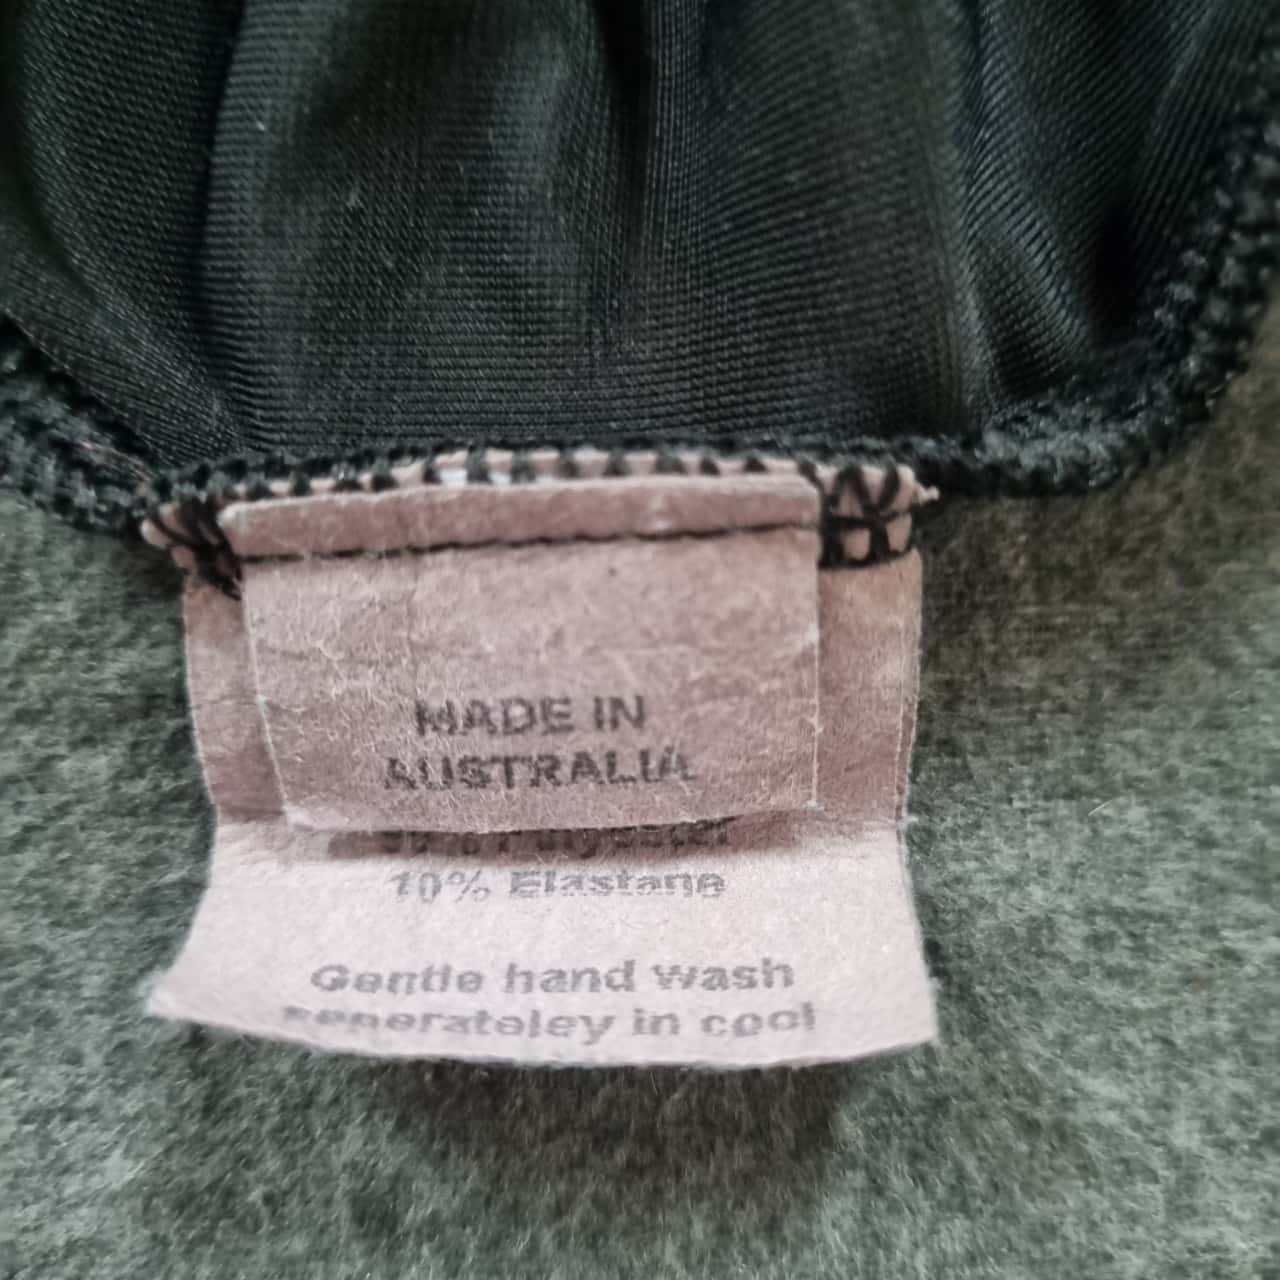 MADE IN
AUSTRALIA
10% Elastane
Gentle hand wash
in cool